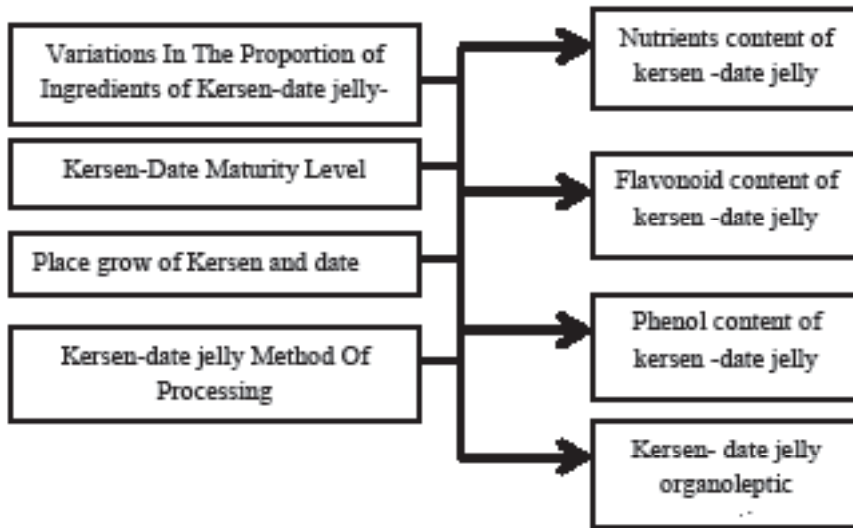 Variations In The Proportion of
Ingredients of Kersen-date jelly-
Kersen-Date Maturity Level
Place grow of Kersen and date
Kersen-date jelly Method Of
Processing
Nutrients content of
kersen -date jelly
Flavonoid content of
kersen -date jelly
Phenol content of
kersen -date jelly
Kersen- date jelly
organoleptic